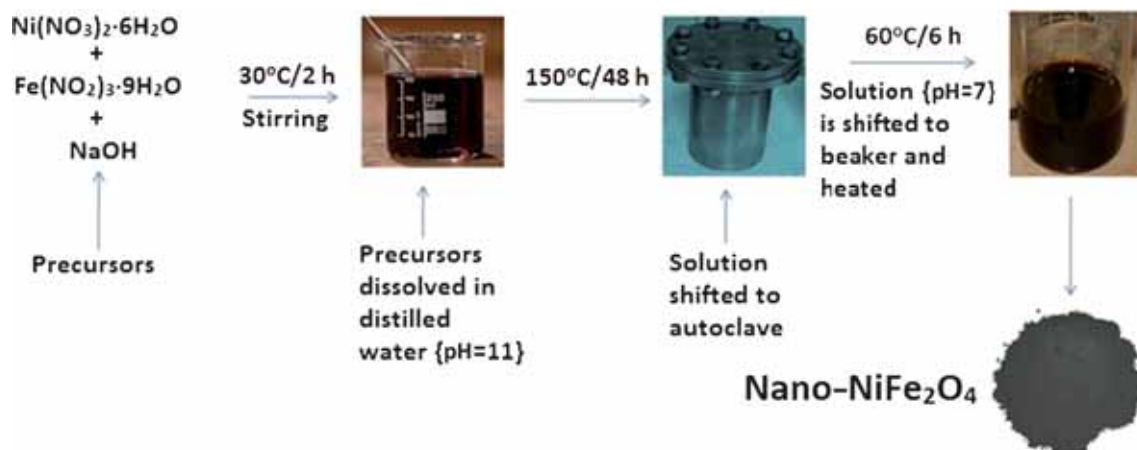 Ni(NO₃)₂·6H₂O
+
Fe(NO₂)₃·9H₂O
+
NaOH
Precursors
30°C/2 h
Stirring
Precursors
dissolved in
distilled
water {pH=11}
150°C/48 h
Solution
shifted to
autoclave
60°C/6 h
Solution {pH=7}
is shifted to
beaker and
heated
Nano-NiFe₂O₄